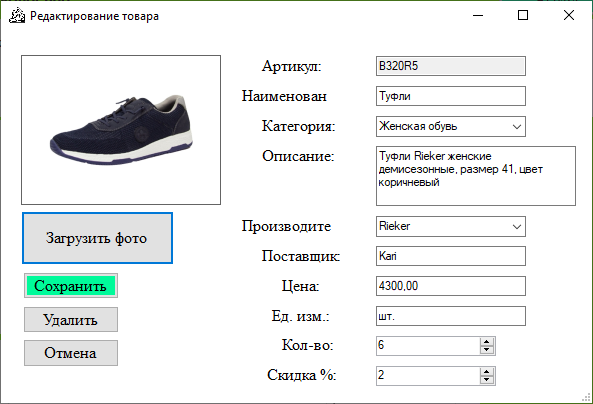 Редактирование товара
Артикул: B320R5
Наименован Туфли
Категория: Женская обувь
Описание: Туфли Rieker женские
демисезонные, размер 41, цвет
коричневый
Загрузить фото
Производите Rieker
Поставщик: Kari
Сохранить
Цена: 4300,00
Удалить
Ед. изм.: шт.
Отмена
Кол-во: 6
Скидка %: 2